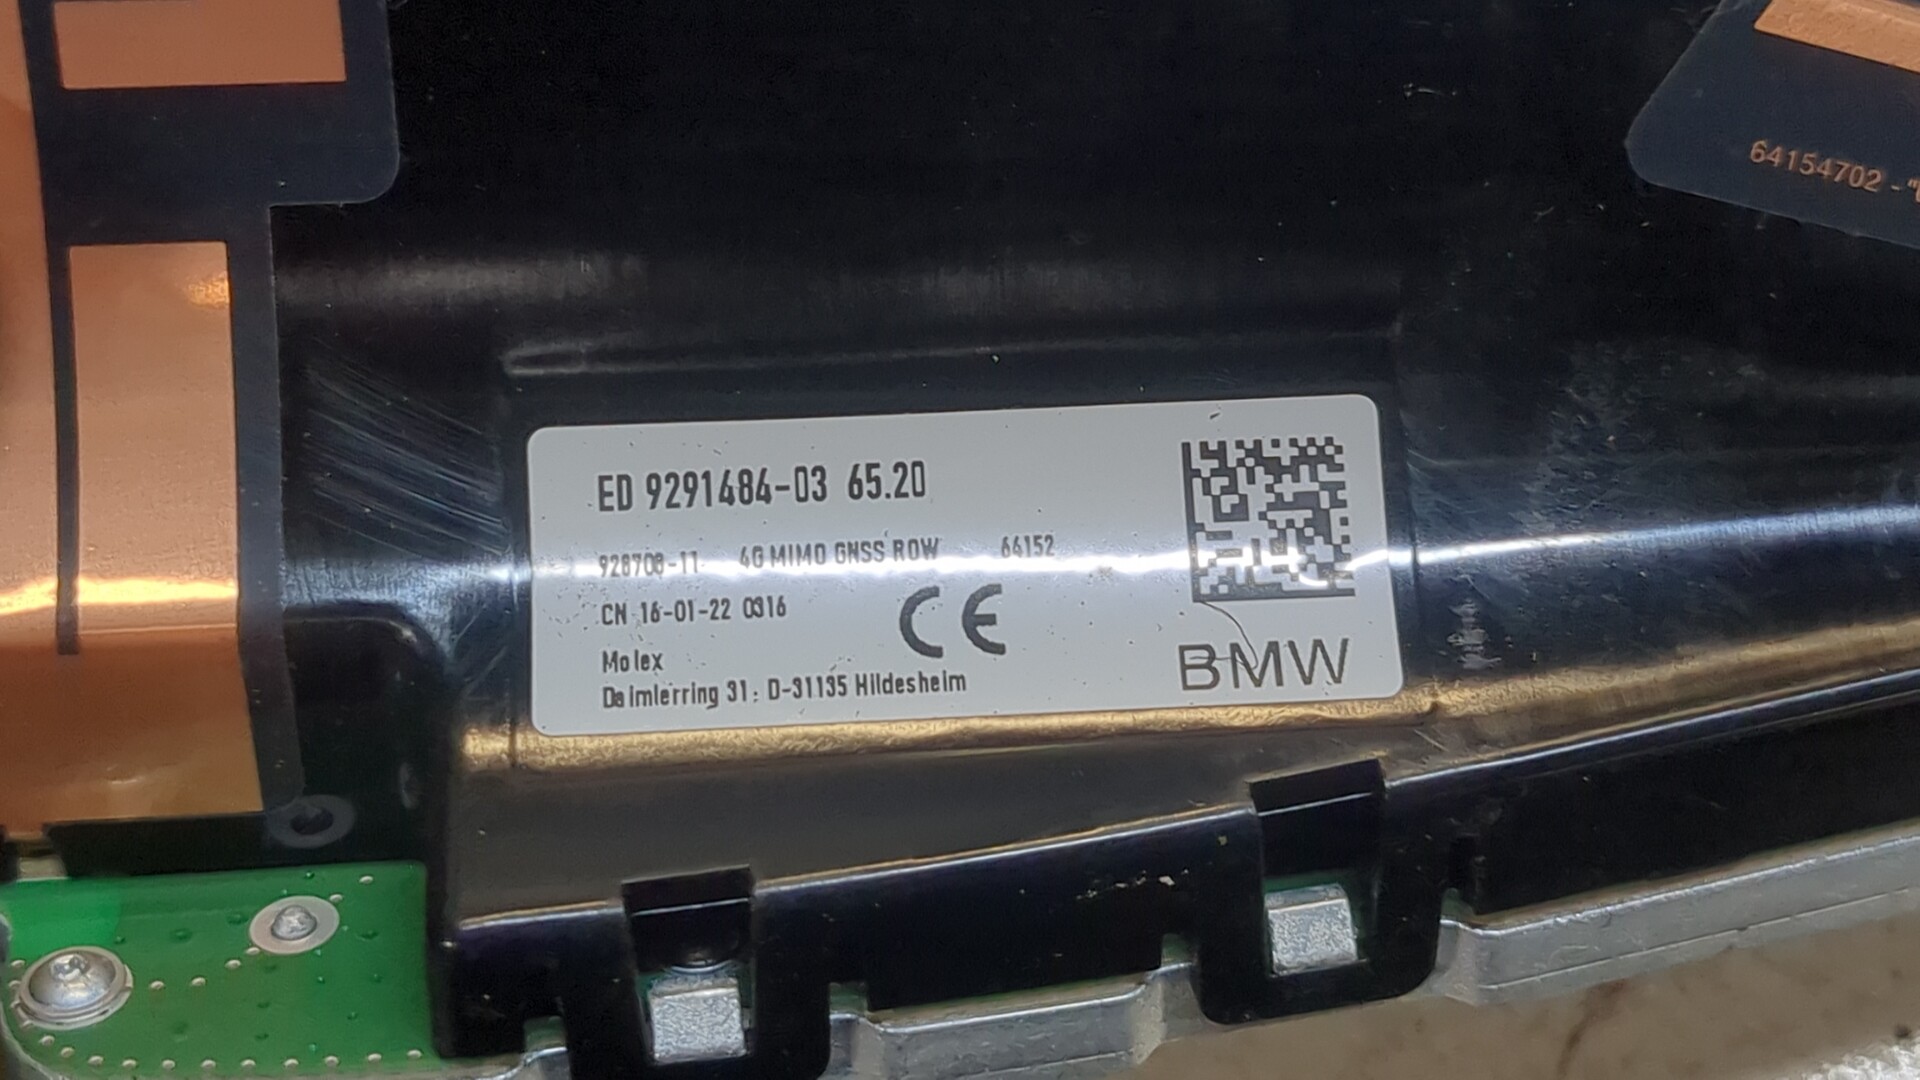 64154702 - "
ED 9291484-03 65.20
928708-11 4G MIMO GNSS ROW 64152
CN 16-01-22 0316
CE
Molex
Daimlerring 31; D-31135 Hildesheim
BMW